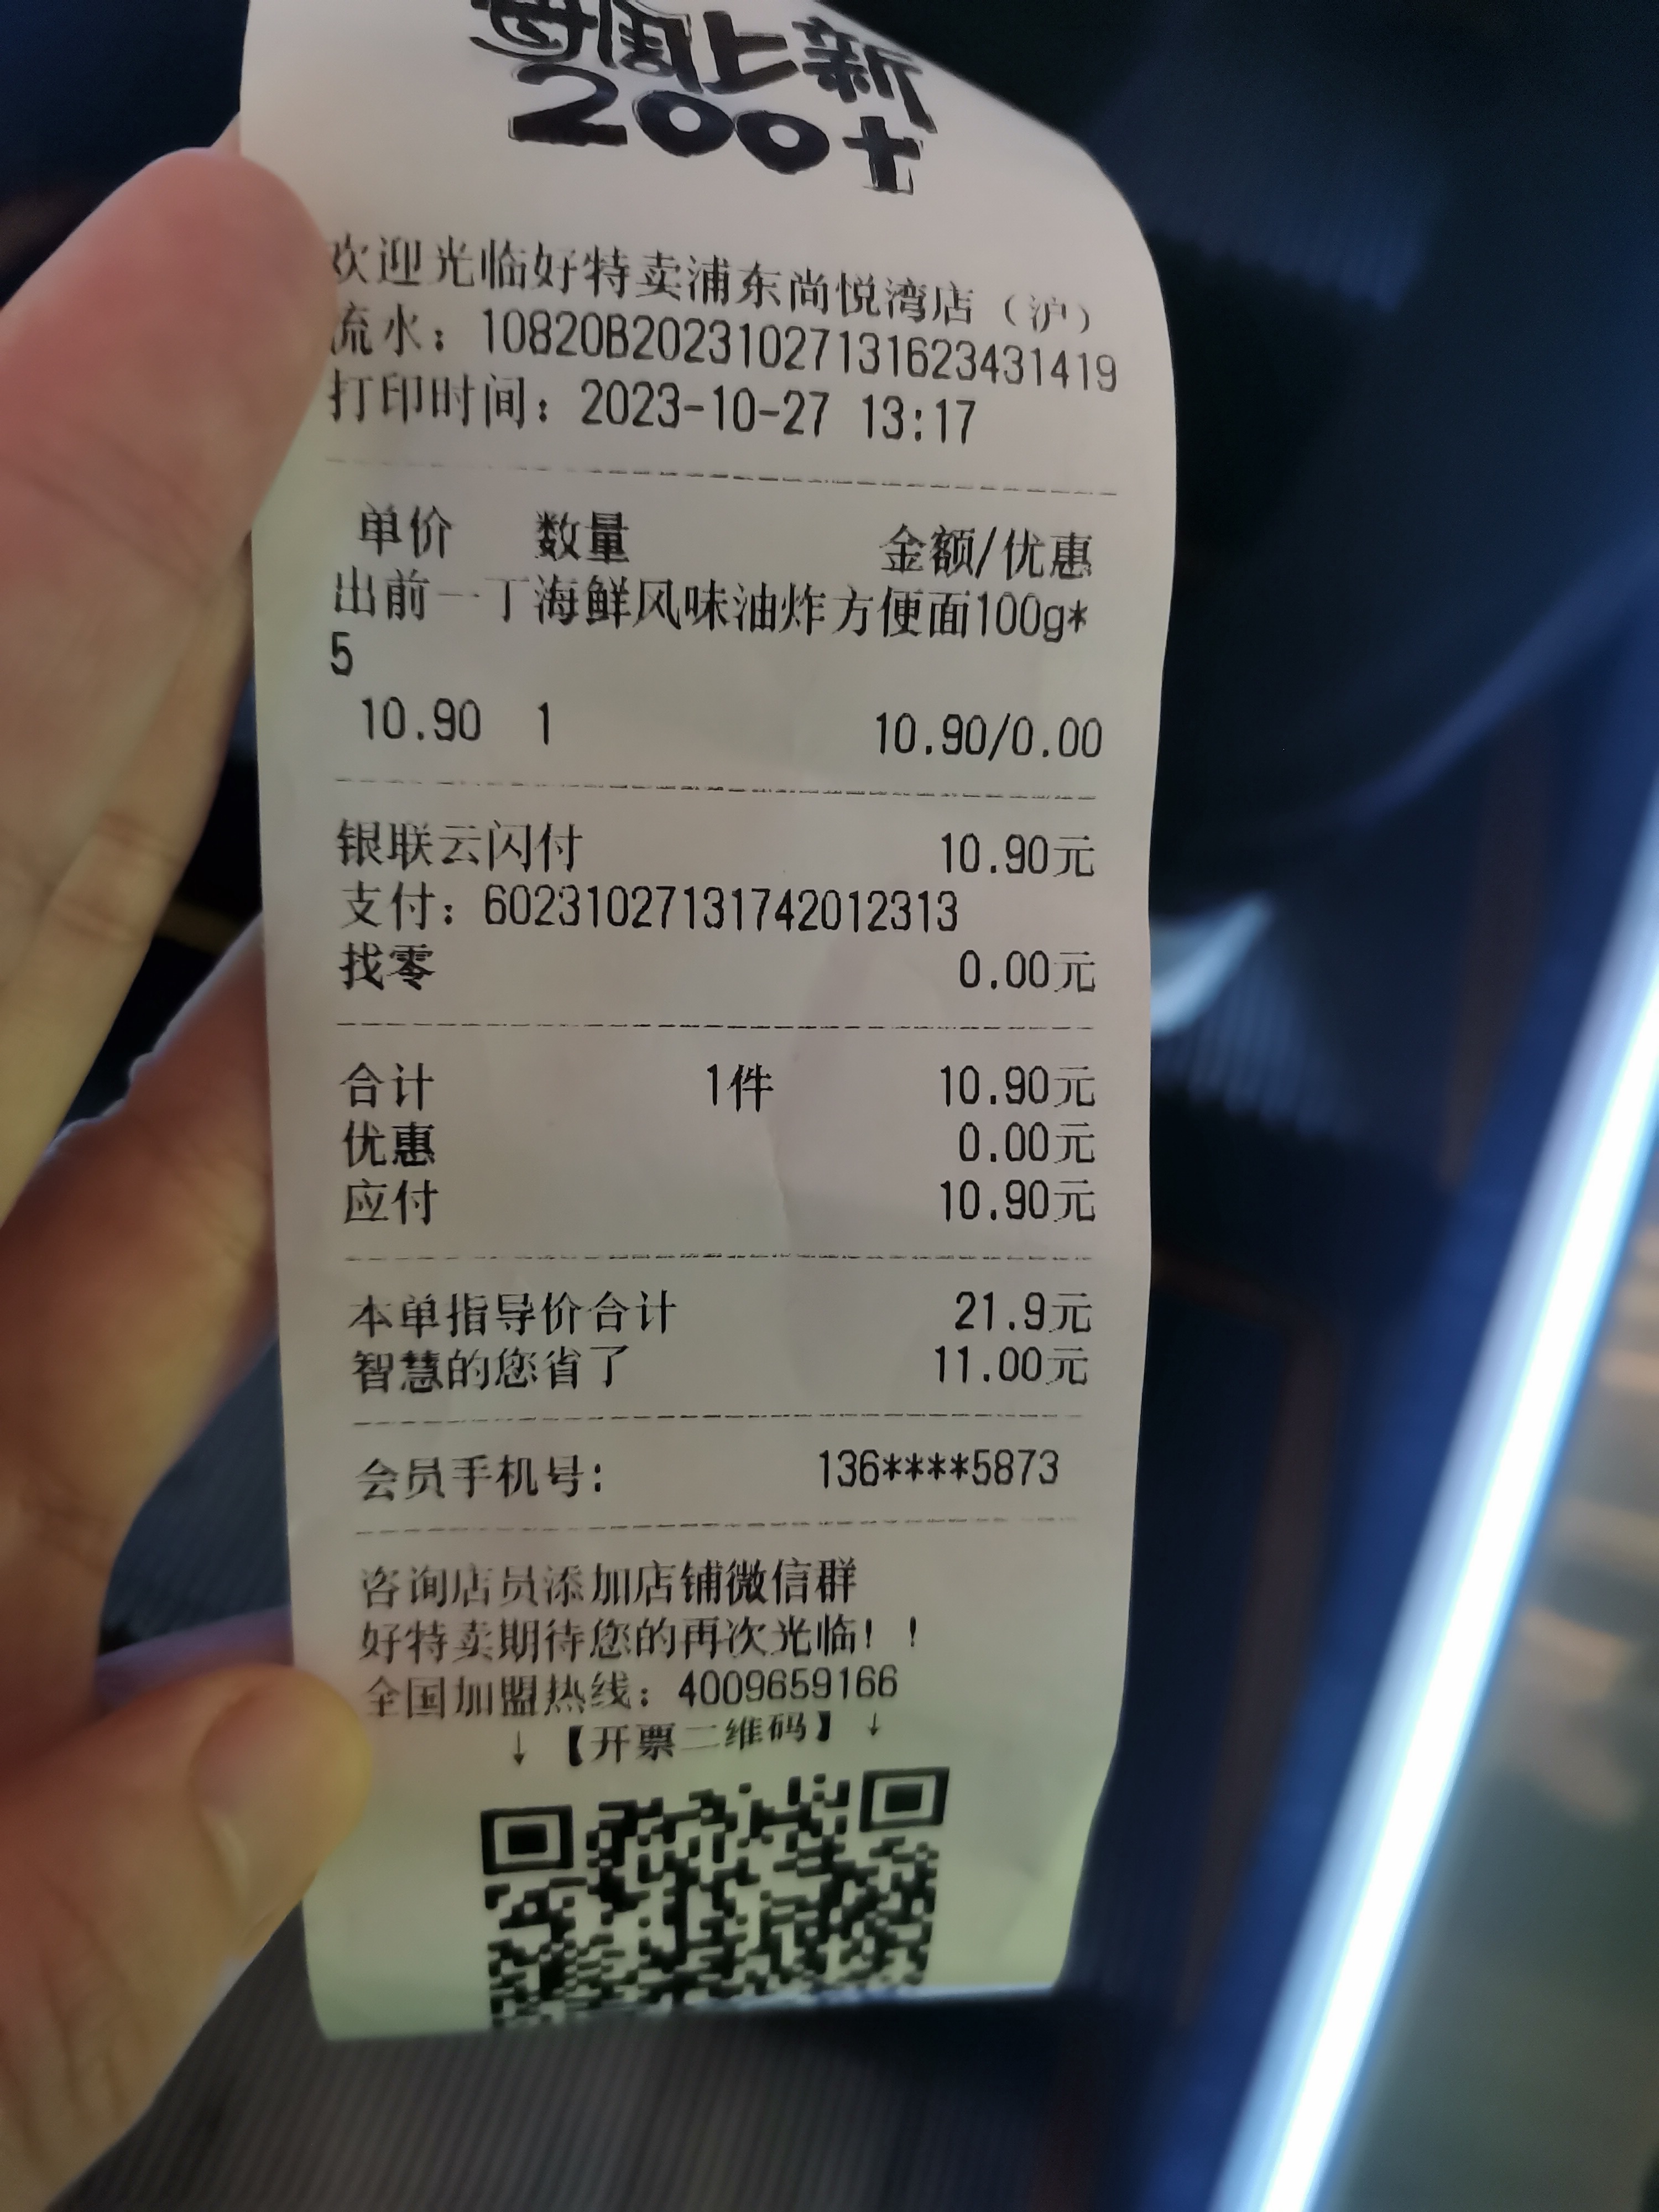 每周上新
200+
欢迎光临好特卖浦东尚悦湾店（沪）
流水：10820B20231027131623431419
打印时间：2023-10-27 13:17
单价 数量 金额/优惠
出前一丁海鲜风味油炸方便面100g*
5
10.90 1 10.90/0.00
银联云闪付 10.90元
支付：60231027131742012313
找零 0.00元
合计 1件 10.90元
优惠 0.00元
应付 10.90元
本单指导价合计 21.9元
智慧的您省了 11.00元
会员手机号: 136****5873
咨询店员添加店铺微信群
好特卖期待您的再次光临！！
全国加盟热线：4009659166
↓【开票二维码】↓